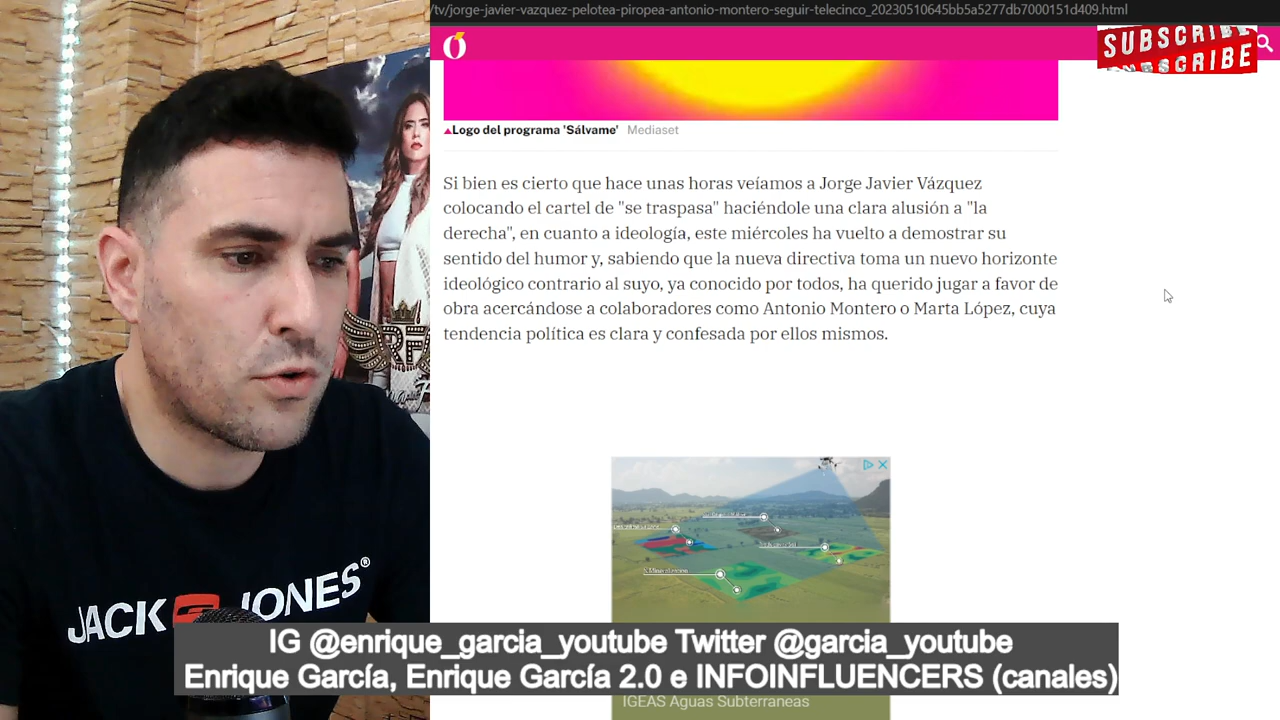 /tv/jorge-javier-vazquez-pelotea-piropea-antonio-montero-seguir-telecinco_20230510645bb5a5277db7000151d409.html
SUBSCRIBE
SCRIBE
Logo del programa 'Sálvame' Mediaset
Si bien es cierto que hace unas horas veíamos a Jorge Javier Vázquez
colocando el cartel de "se traspasa" haciéndole una clara alusión a "la
derecha", en cuanto a ideología, este miércoles ha vuelto a demostrar su
sentido del humor y, sabiendo que la nueva directiva toma un nuevo horizonte
ideológico contrario al suyo, ya conocido por todos, ha querido jugar a favor de
obra acercándose a colaboradores como Antonio Montero o Marta López, cuya
tendencia política es clara y confesada por ellos mismos.
JACK JONES®
IG @enrique_garcia_youtube Twitter @garcia_youtube
Enrique García, Enrique García 2.0 e INFOINFLUENCERS (canales)
IGEAS Aguas Subterraneas